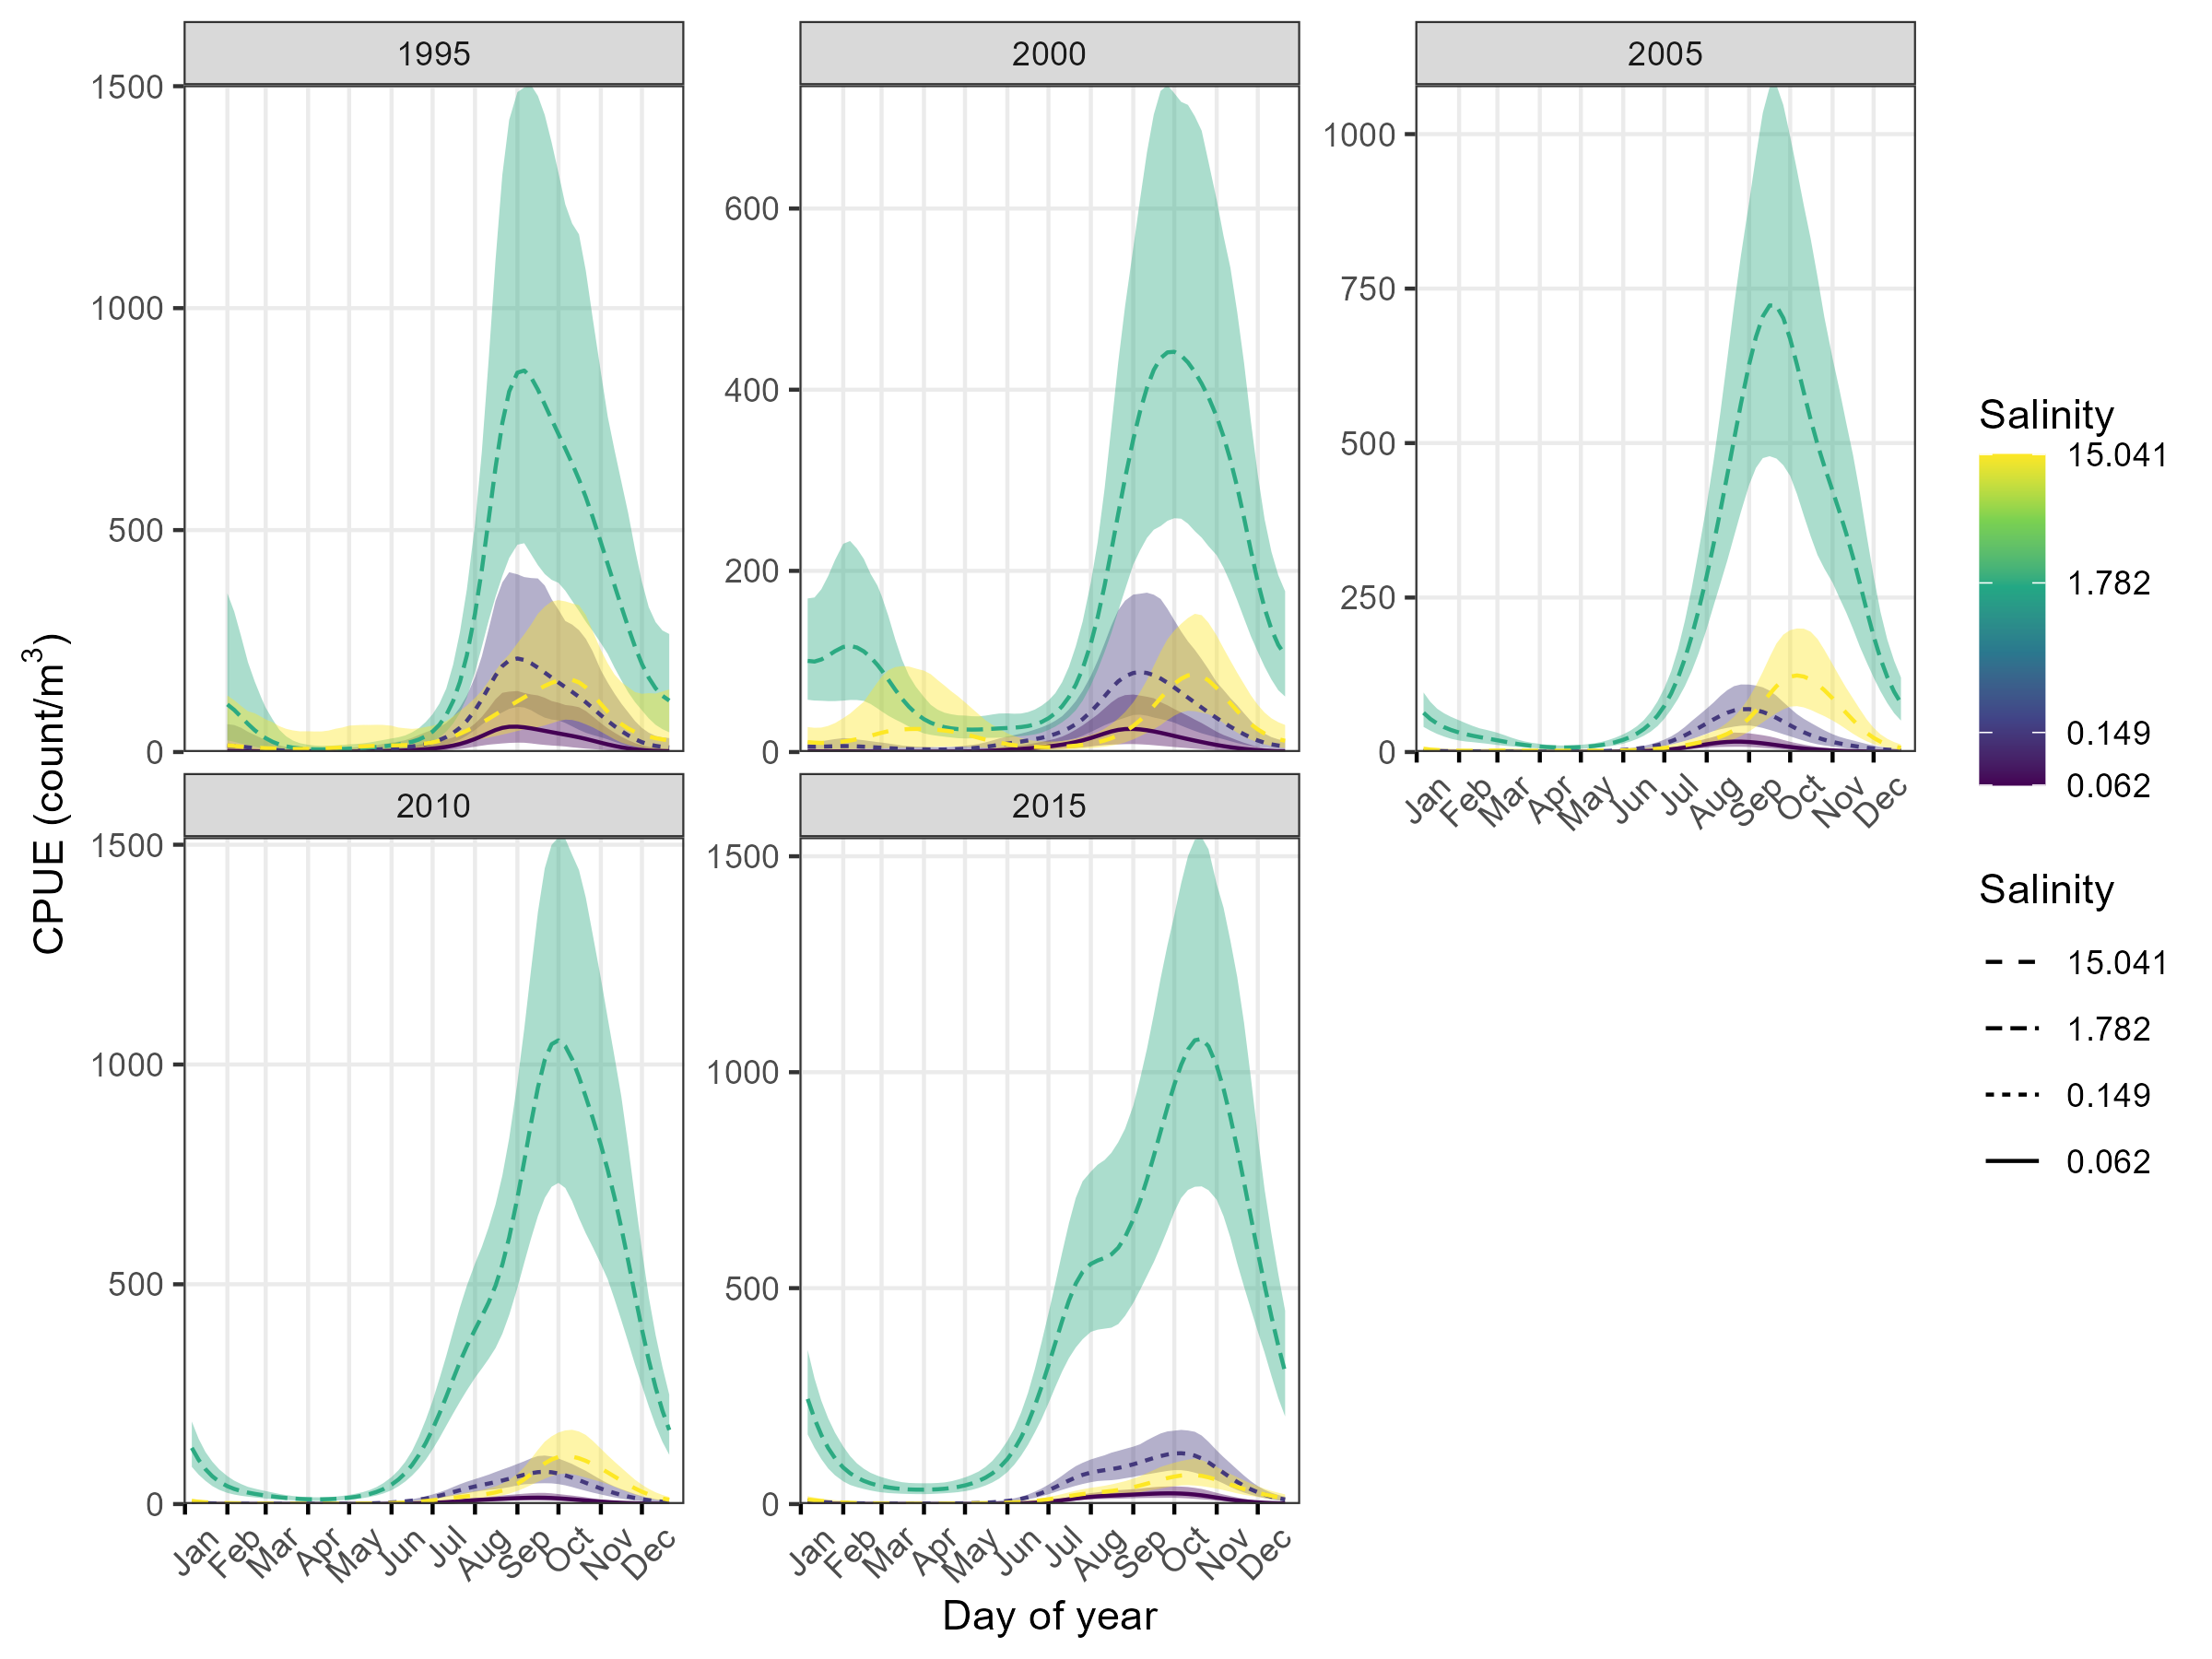 1995
2000
2005
1500
1000
500
0
600
400
200
0
1000
750
500
250
0
Jan
Feb
Mar
Apr
May
Jun
Jul
Aug
Sep
Oct
Nov
Dec
2010
2015
1500
1000
500
0
1500
1000
500
0
Jan
Feb
Mar
Apr
May
Jun
Jul
Aug
Sep
Oct
Nov
Dec
Jan
Feb
Mar
Apr
May
Jun
Jul
Aug
Sep
Oct
Nov
Dec
CPUE (count/m³)
Day of year
Salinity
15.041
1.782
0.149
0.062
Salinity
15.041
1.782
0.149
0.062